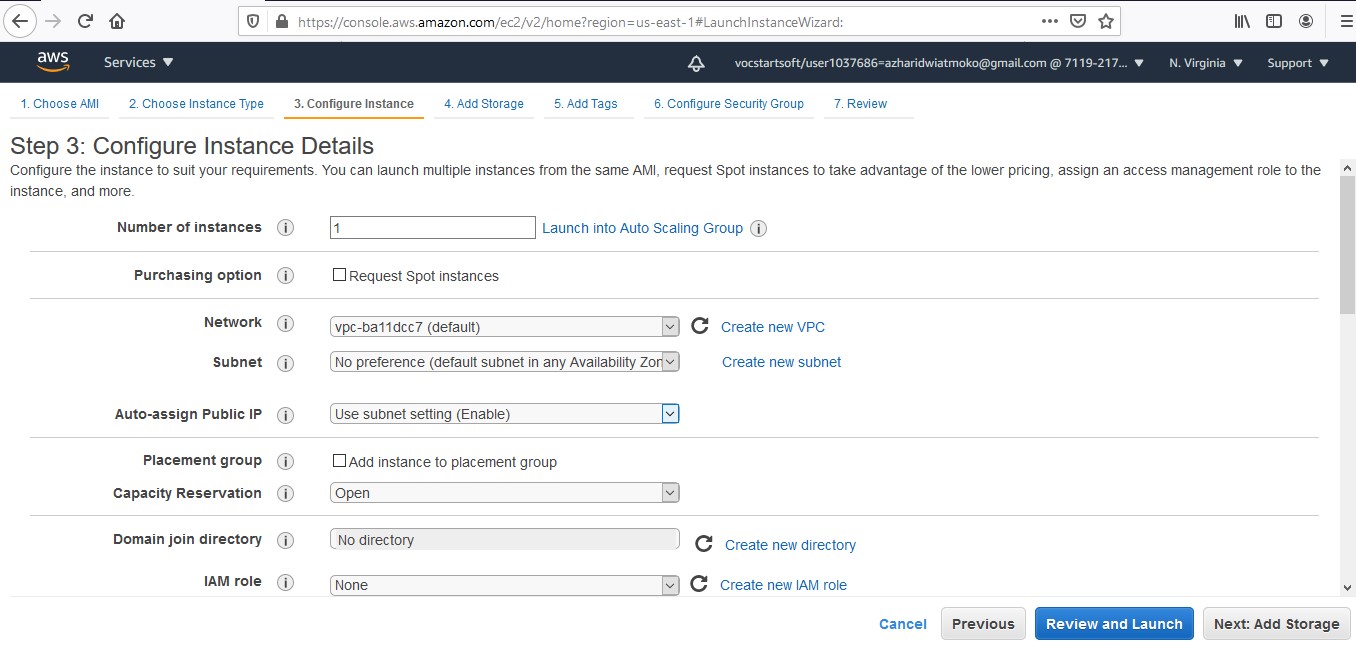 https://console.aws.amazon.com/ec2/v2/home?region=us-east-1#LaunchInstanceWizard:
aws Services vocstartsoft/user1037686=azharidwiatmoko@gmail.com @ 7119-217... N. Virginia Support
1. Choose AMI 2. Choose Instance Type 3. Configure Instance 4. Add Storage 5. Add Tags 6. Configure Security Group 7. Review
Step 3: Configure Instance Details
Configure the instance to suit your requirements. You can launch multiple instances from the same AMI, request Spot instances to take advantage of the lower pricing, assign an access management role to the
instance, and more.
Number of instances i 1 Launch into Auto Scaling Group i
Purchasing option i Request Spot instances
Network i vpc-ba11dcc7 (default) Create new VPC
Subnet i No preference (default subnet in any Availability Zon Create new subnet
Auto-assign Public IP i Use subnet setting (Enable)
Placement group i Add instance to placement group
Capacity Reservation i Open
Domain join directory i No directory Create new directory
IAM role i None Create new IAM role
Cancel Previous Review and Launch Next: Add Storage